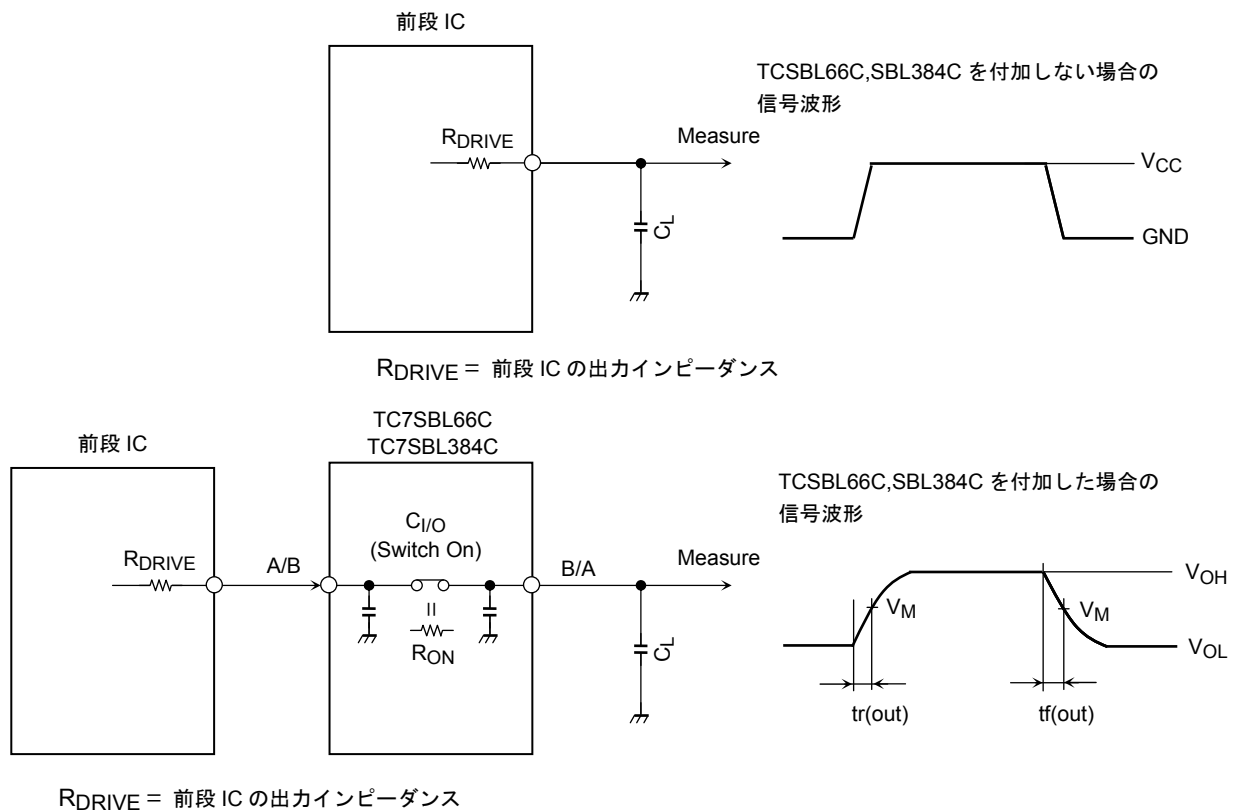 前段 IC
TCSBL66C,SBL384C を付加しない場合の
信号波形
RDRIVE
Measure
CL
VCC
GND
RDRIVE = 前段 IC の出力インピーダンス
前段 IC
TC7SBL66C
TC7SBL384C
TCSBL66C,SBL384C を付加した場合の
信号波形
CI/O
(Switch On)
RDRIVE
A/B
B/A
Measure
RON
CL
VOH
VM
VM
VOL
tr(out)
tf(out)
RDRIVE = 前段 IC の出力インピーダンス